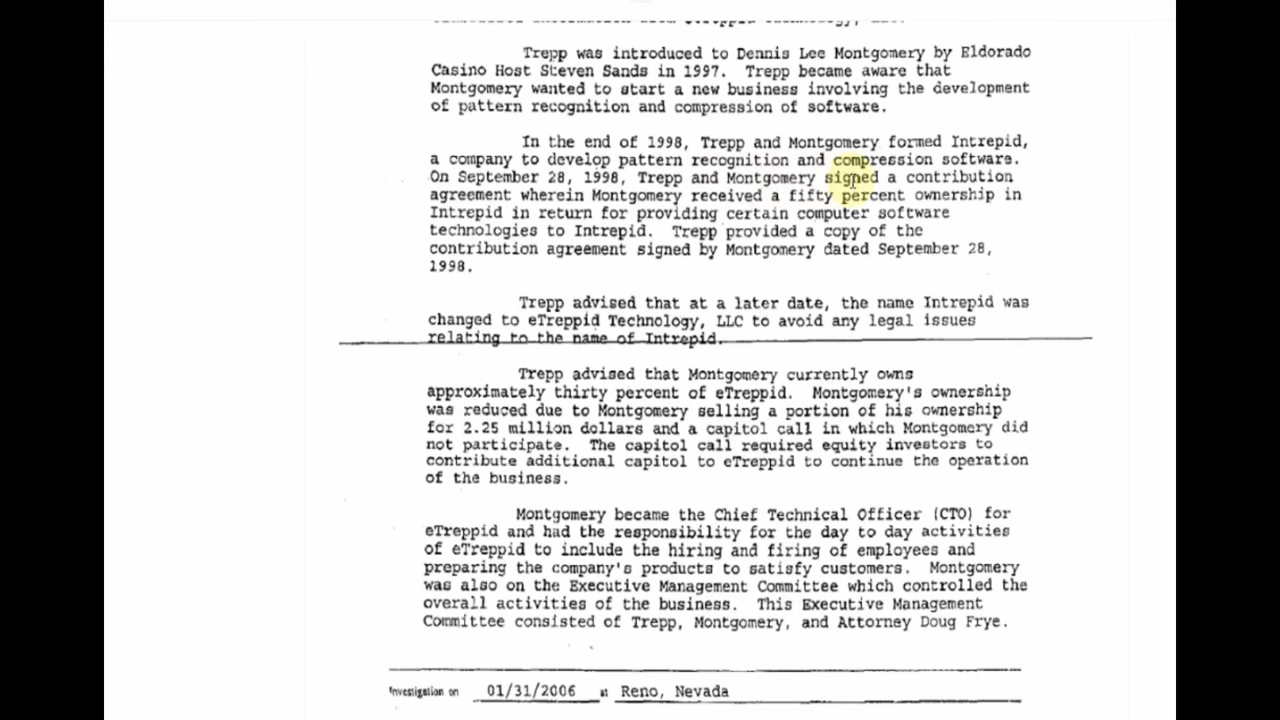 Trepp was introduced to Dennis Lee Montgomery by Eldorado
Casino Host Steven Sands in 1997. Trepp became aware that
Montgomery wanted to start a new business involving the development
of pattern recognition and compression of software.
In the end of 1998, Trepp and Montgomery formed Intrepid,
a company to develop pattern recognition and compression software.
On September 28, 1998, Trepp and Montgomery signed a contribution
agreement wherein Montgomery received a fifty percent ownership in
Intrepid in return for providing certain computer software
technologies to Intrepid. Trepp provided a copy of the
contribution agreement signed by Montgomery dated September 28,
1998.
Trepp advised that at a later date, the name Intrepid was
changed to eTreppid Technology, LLC to avoid any legal issues
relating to the name of Intrepid.
Trepp advised that Montgomery currently owns
approximately thirty percent of eTreppid. Montgomery's ownership
was reduced due to Montgomery selling a portion of his ownership
for 2.25 million dollars and a capitol call in which Montgomery did
not participate. The capitol call required equity investors to
contribute additional capitol to eTreppid to continue the operation
of the business.
Montgomery became the Chief Technical Officer (CTO) for
eTreppid and had the responsibility for the day to day activities
of eTreppid to include the hiring and firing of employees and
preparing the company's products to satisfy customers. Montgomery
was also on the Executive Management Committee which controlled the
overall activities of the business. This Executive Management
Committee consisted of Trepp, Montgomery, and Attorney Doug Frye.
Investigation on 01/31/2006 at Reno, Nevada